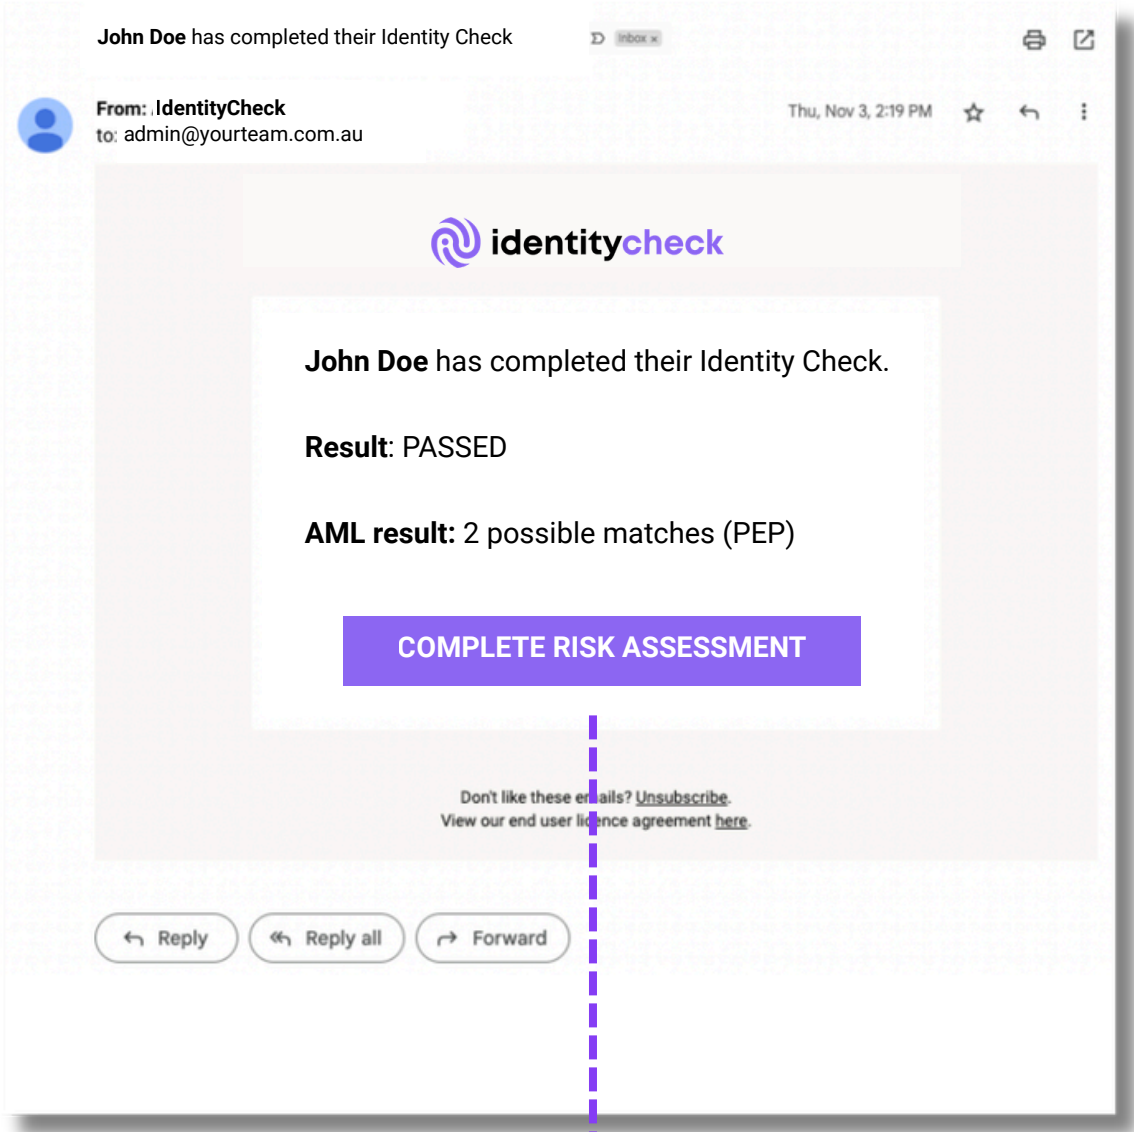 John Doe has completed their Identity Check
Inbox ×
From: IdentityCheck
Thu, Nov 3, 2:19 PM
to: admin@yourteam.com.au
identitycheck
John Doe has completed their Identity Check.
Result: PASSED
AML result: 2 possible matches (PEP)
COMPLETE RISK ASSESSMENT
Don't like these emails? Unsubscribe.
View our end user licence agreement here.
Reply
Reply all
Forward